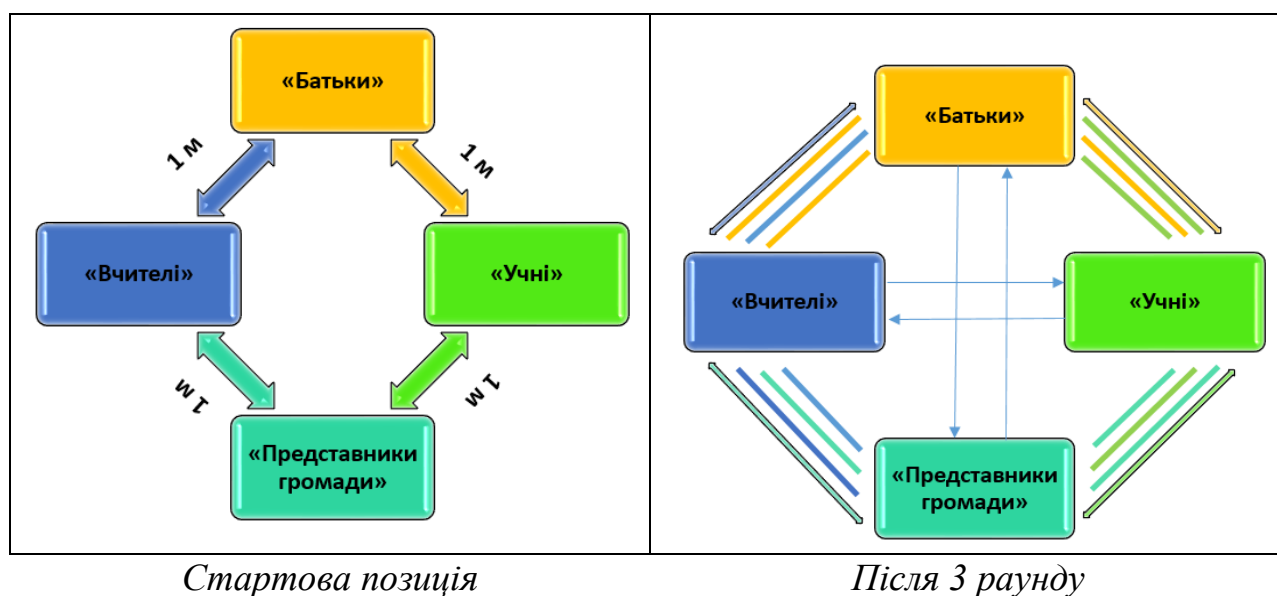 «Батьки»
1 м
1 м
«Вчителі»
«Учні»
1 м
1 м
«Представники
громади»
Стартова позиція
«Батьки»
«Вчителі»
«Учні»
«Представники
громади»
Після 3 раунду